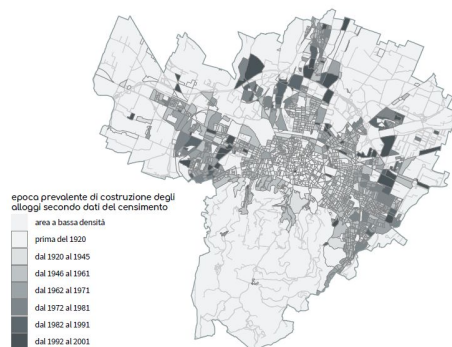 epoca prevalente di costruzione degli
alloggi secondo dati del censimento
area a bassa densità
prima del 1920
dal 1920 al 1945
dal 1946 al 1961
dal 1962 al 1971
dal 1972 al 1981
dal 1982 al 1991
dal 1992 al 2001